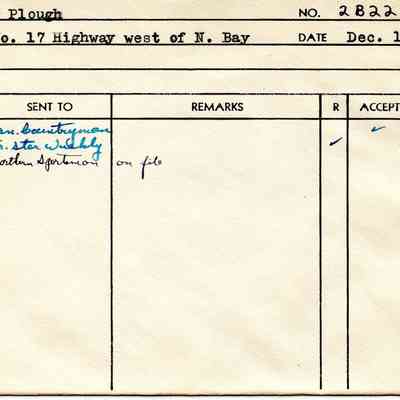 Plough NO. 2B22
o. 17 Highway west of N. Bay DATE Dec. 1
SENT TO REMARKS R ACCEPT
an. Countryman ✓
. Star Weekly ✓
orthern Sportsman on file